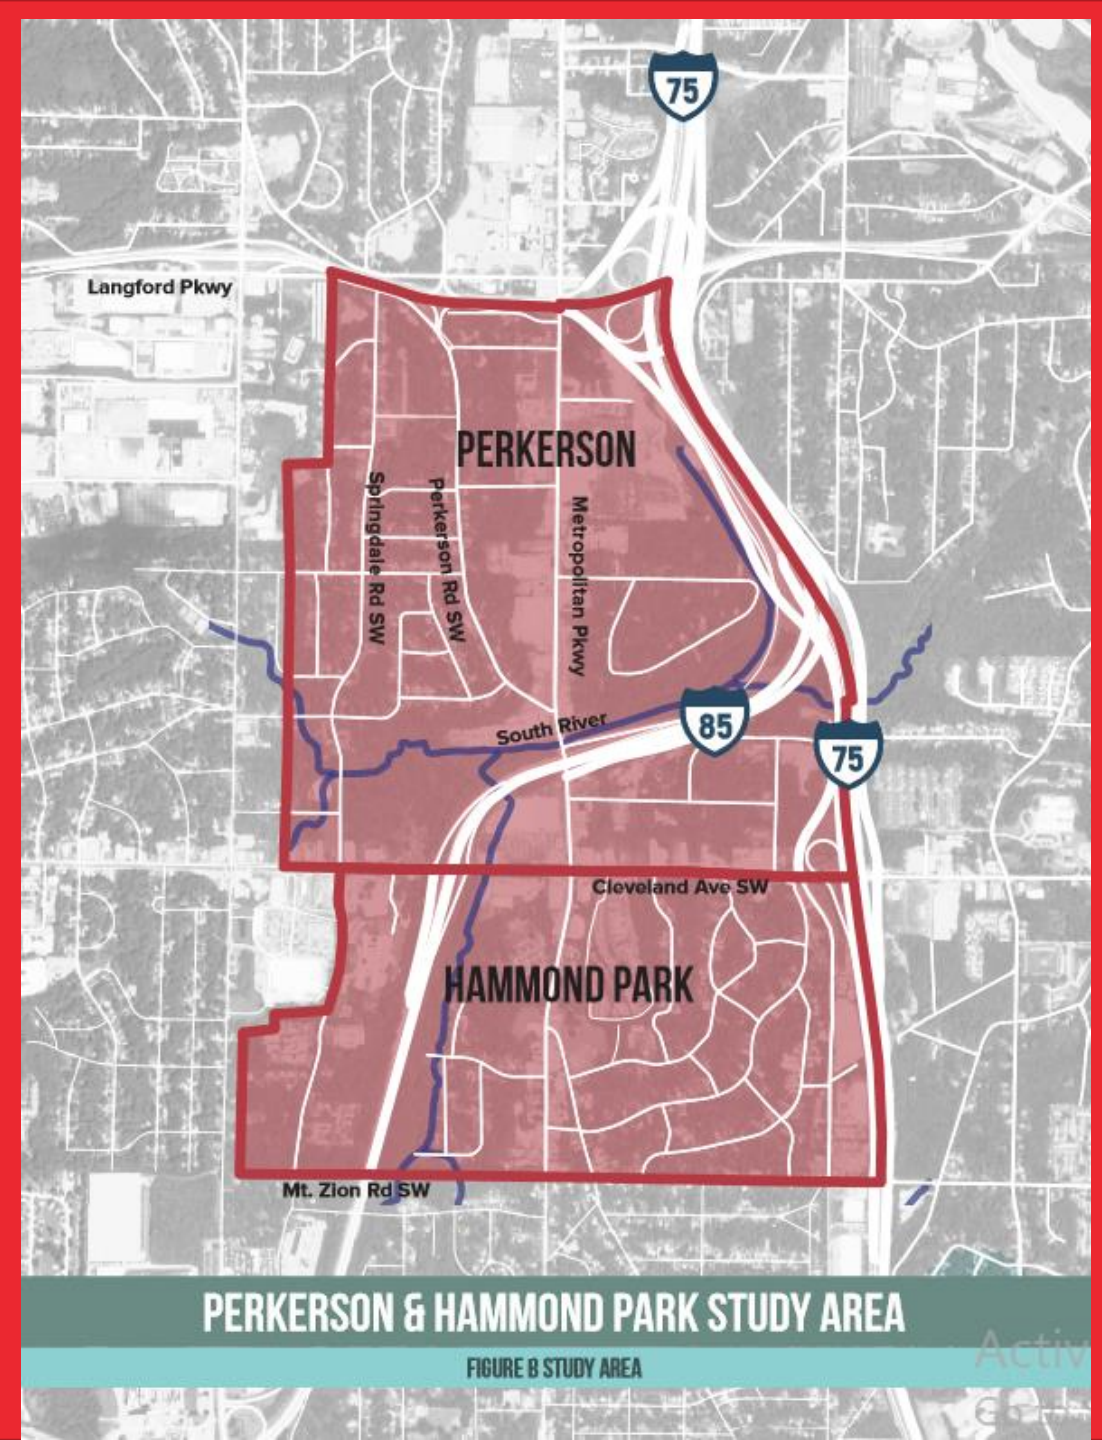 75
Langford Pkwy
PERKERSON
Springdale Rd SW
Perkerson Rd SW
Metropolitan Pkwy
South River
85
75
Cleveland Ave SW
HAMMOND PARK
Mt. Zion Rd SW
PERKERSON & HAMMOND PARK STUDY AREA
Activ
FIGURE B STUDY AREA